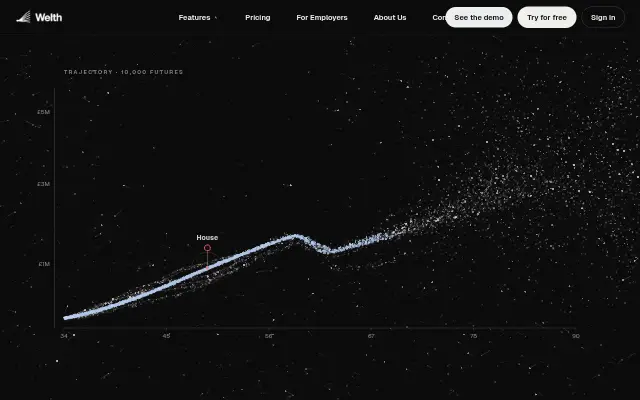 Welth
Features
Pricing
For Employers
About Us
Con
See the demo
Try for free
Sign in
TRAJECTORY · 10,000 FUTURES
£5M
£3M
£1M
House
34
45
56
67
78
90